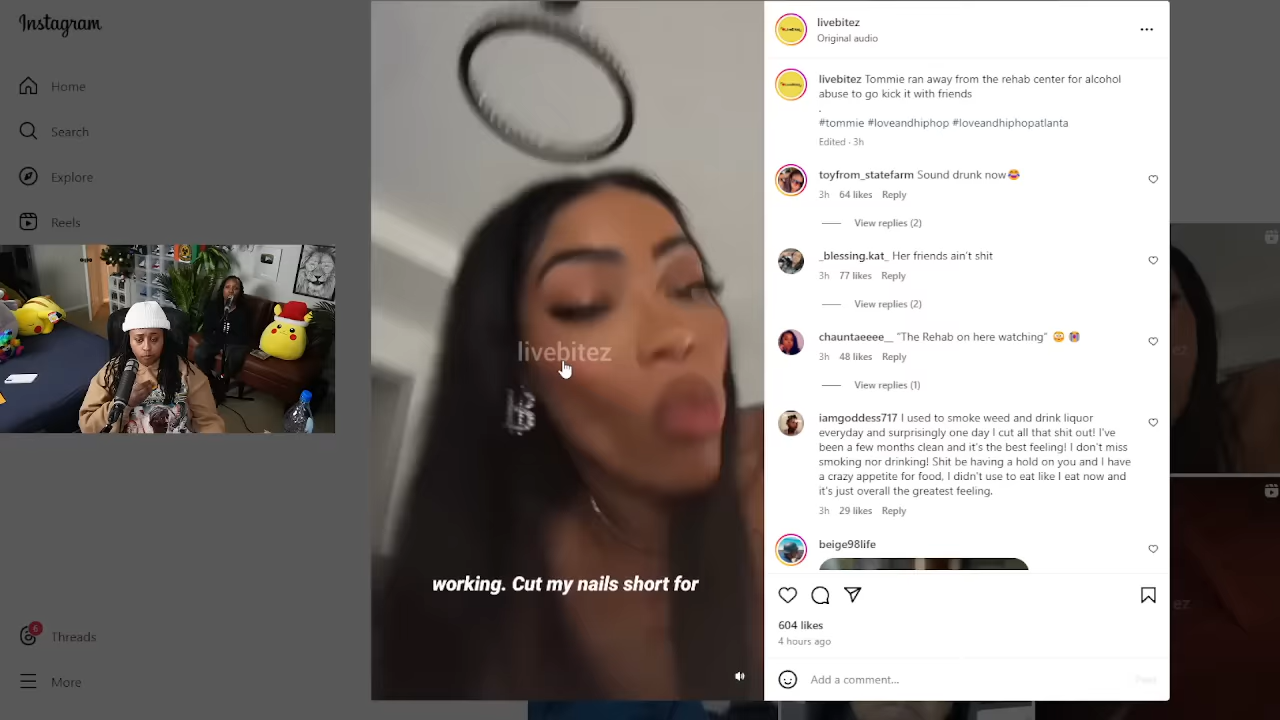 Instagram
Home
Search
Explore
Reels
6
Threads
More
livebitez
working. Cut my nails short for
livebitez
Original audio
livebitez Tommie ran away from the rehab center for alcohol
abuse to go kick it with friends
.
#tommie #loveandhiphop #loveandhiphopatlanta
Edited · 3h
toyfrom_statefarm Sound drunk now😂
3h 64 likes Reply
View replies (2)
_blessing.kat_ Her friends ain't shit
3h 77 likes Reply
View replies (2)
chauntaeeee__ "The Rehab on here watching"
3h 48 likes Reply
View replies (1)
iamgoddess717 I used to smoke weed and drink liquor
everyday and surprisingly one day I cut all that shit out! I've
been a few months clean and it's the best feeling! I don't miss
smoking nor drinking! Shit be having a hold on you and I have
a crazy appetite for food, I didn't use to eat like I eat now and
it's just overall the greatest feeling.
3h 29 likes Reply
beige98life
604 likes
4 hours ago
Add a comment...
Post